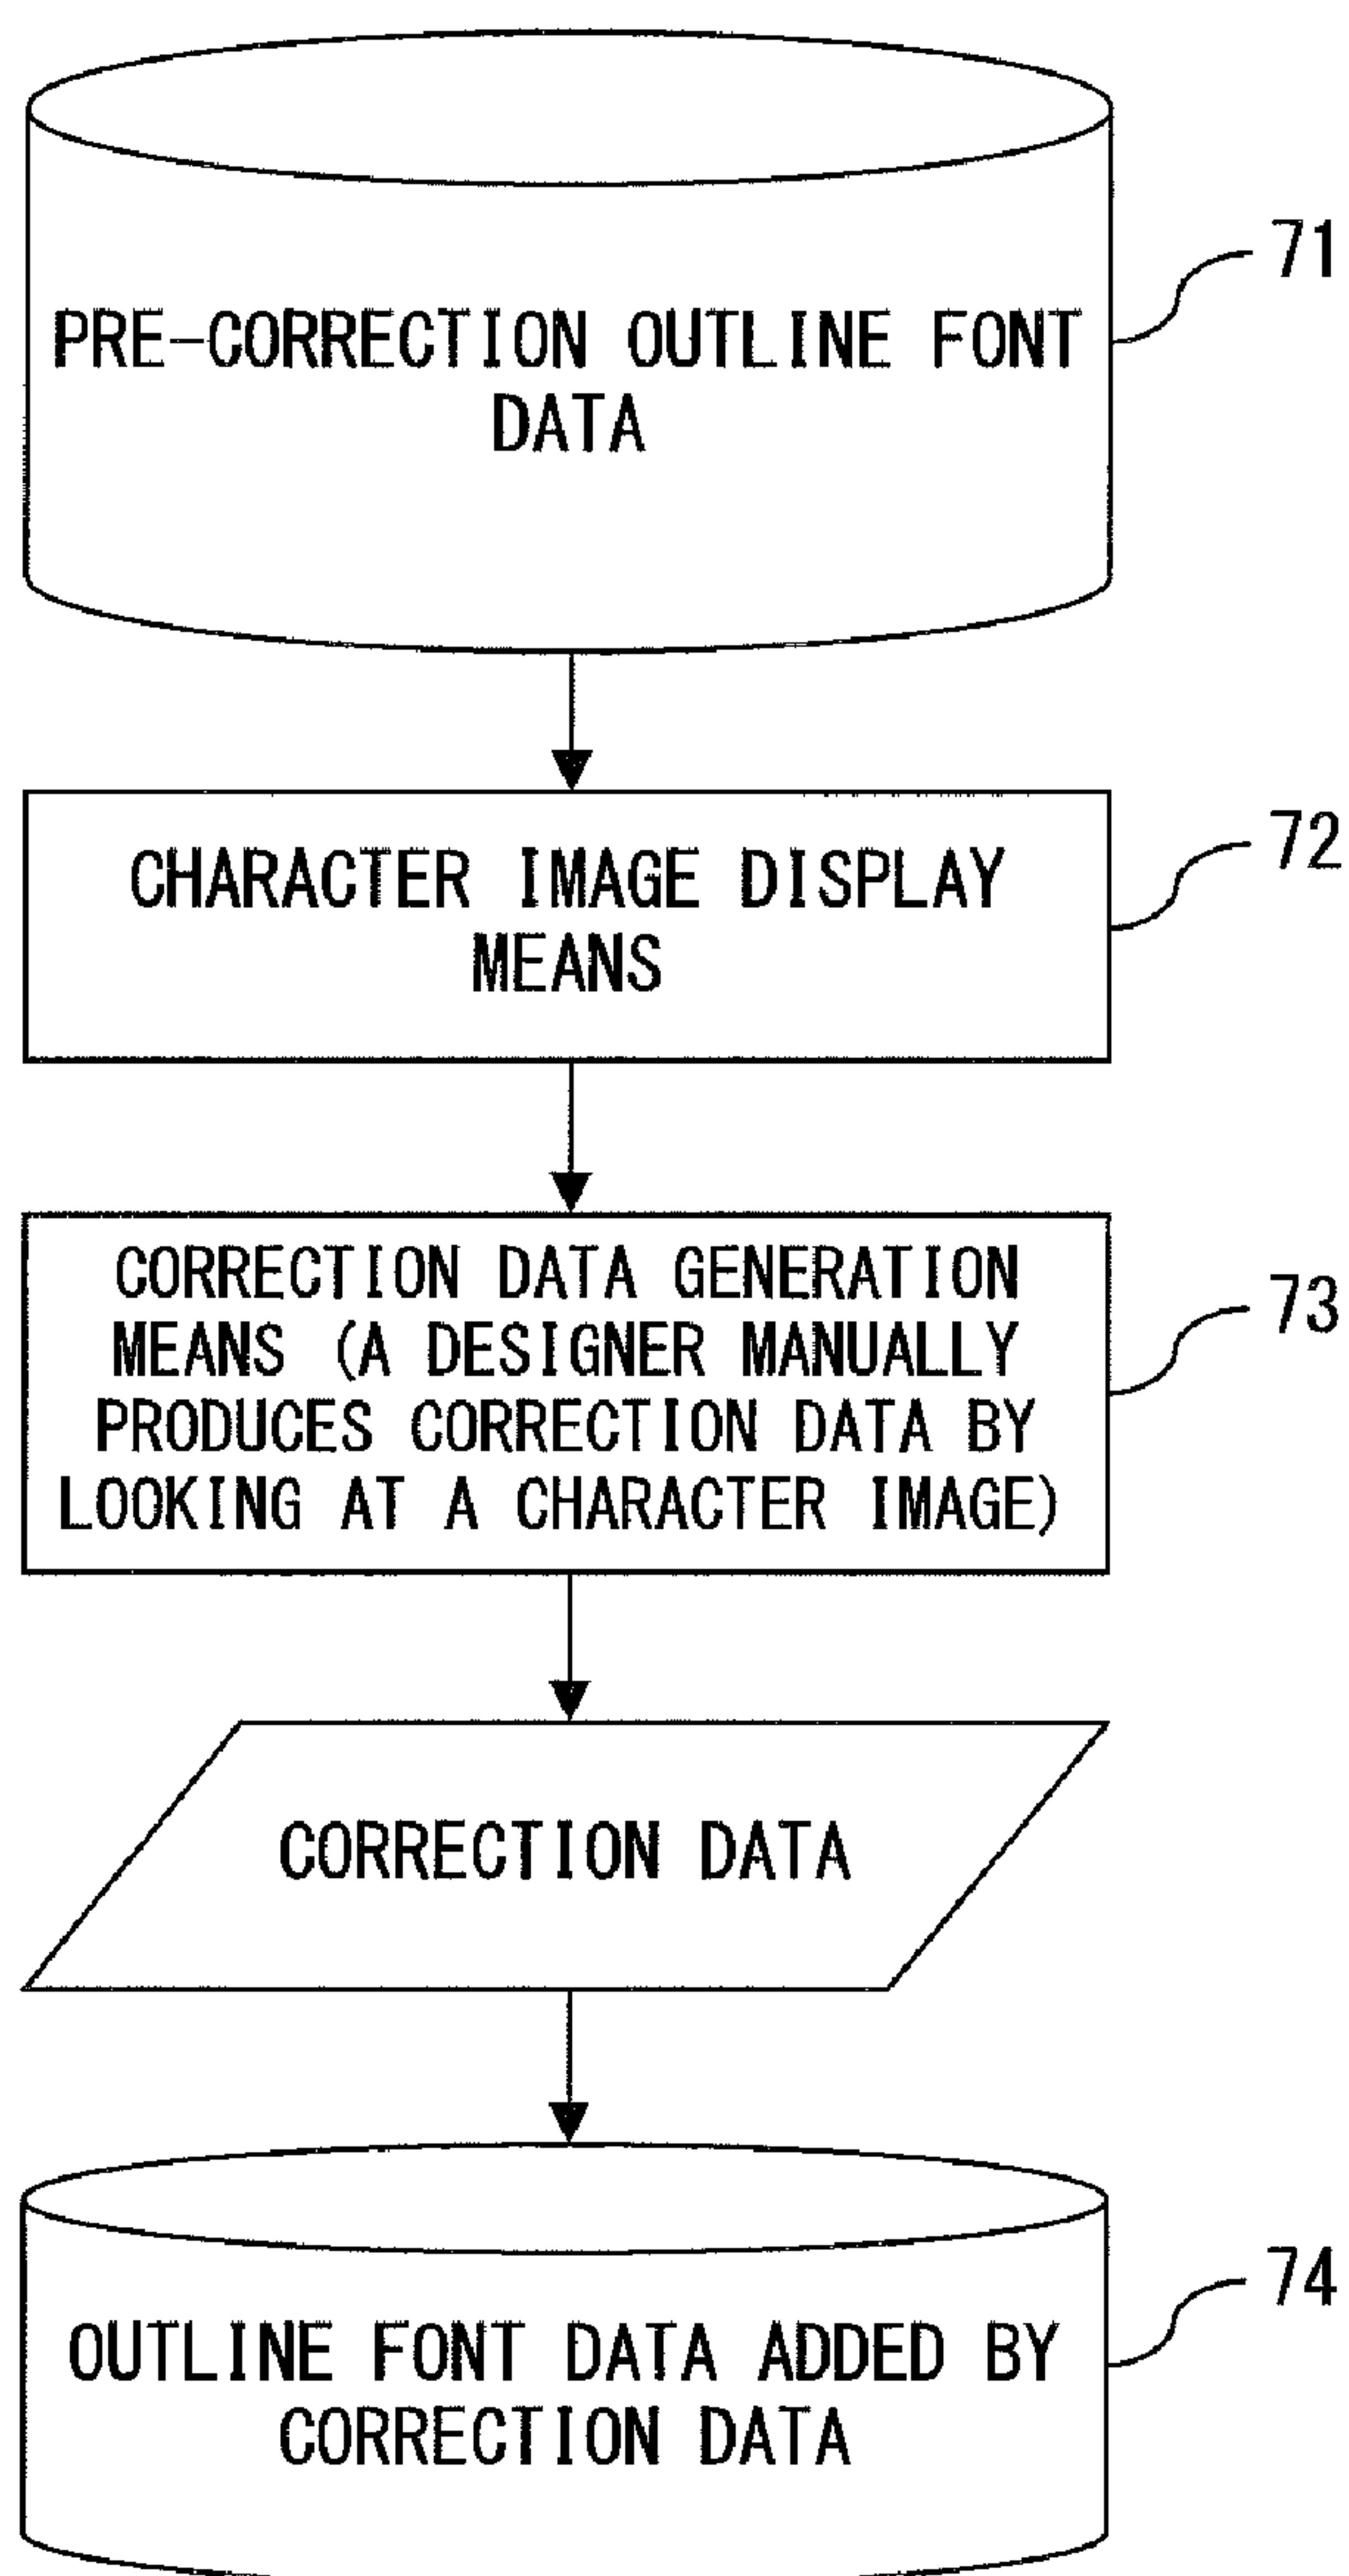 PRE-CORRECTION OUTLINE FONT
DATA
71
CHARACTER IMAGE DISPLAY
MEANS
72
CORRECTION DATA GENERATION
MEANS (A DESIGNER MANUALLY
PRODUCES CORRECTION DATA BY
LOOKING AT A CHARACTER IMAGE)
73
CORRECTION DATA
OUTLINE FONT DATA ADDED BY
CORRECTION DATA
74